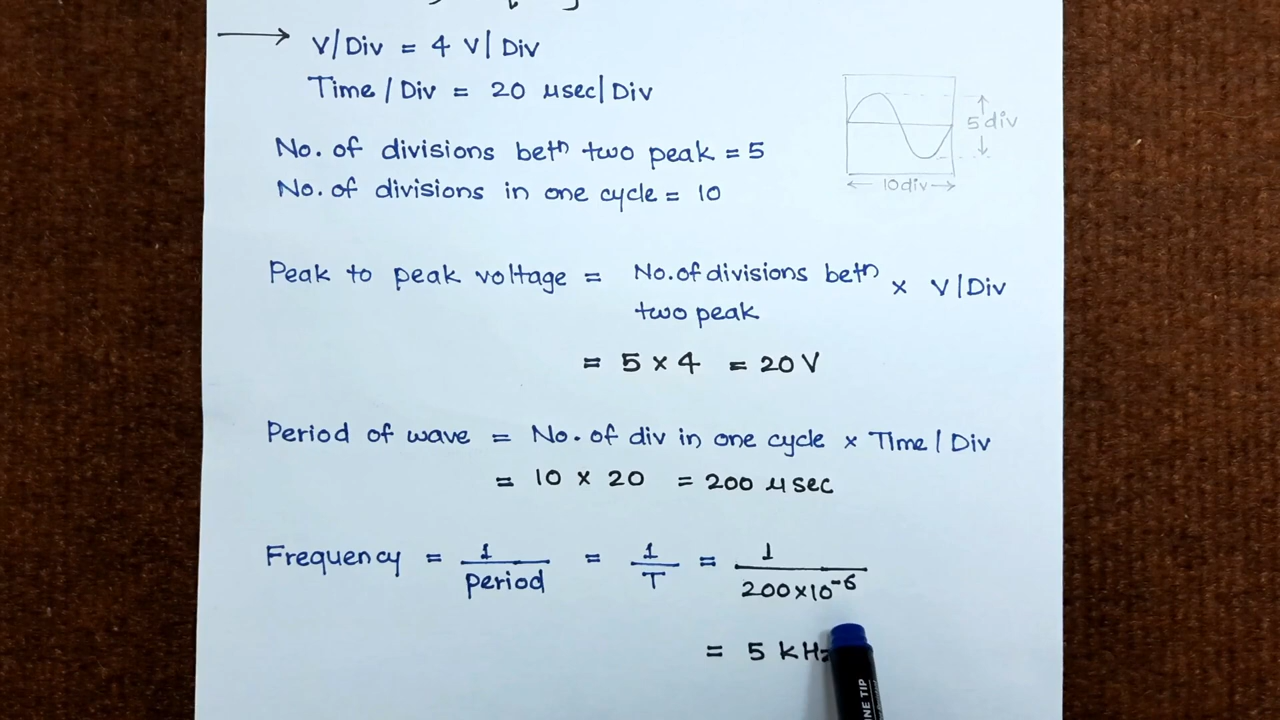 V/Div = 4 V/Div
Time/Div = 20 μsec/Div
5 div
10 div
No. of divisions betⁿ two peak = 5
No. of divisions in one cycle = 10
Peak to peak voltage = No. of divisions betⁿ two peak × V/Div
= 5 × 4 = 20 V
Period of wave = No. of div in one cycle × Time/Div
= 10 × 20 = 200 μsec
Frequency = 1/period = 1/T = 1/200×10⁻⁶
= 5 kHz
INE TIP